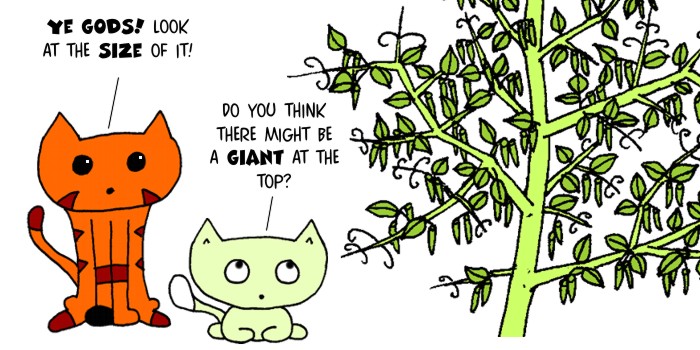 YE GODS! LOOK
AT THE SIZE OF IT!
DO YOU THINK
THERE MIGHT BE
A GIANT AT THE
TOP?